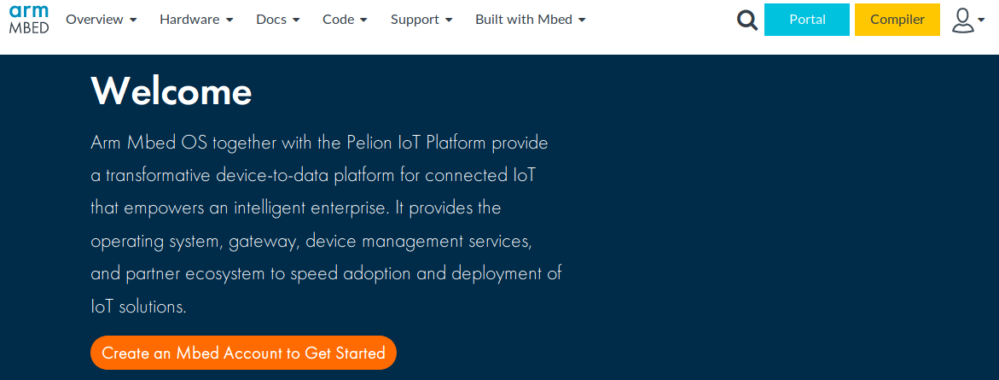 arm
MBED
Overview Hardware Docs Code Support Built with Mbed Portal Compiler
Welcome
Arm Mbed OS together with the Pelion IoT Platform provide
a transformative device-to-data platform for connected IoT
that empowers an intelligent enterprise. It provides the
operating system, gateway, device management services,
and partner ecosystem to speed adoption and deployment of
IoT solutions.
Create an Mbed Account to Get Started